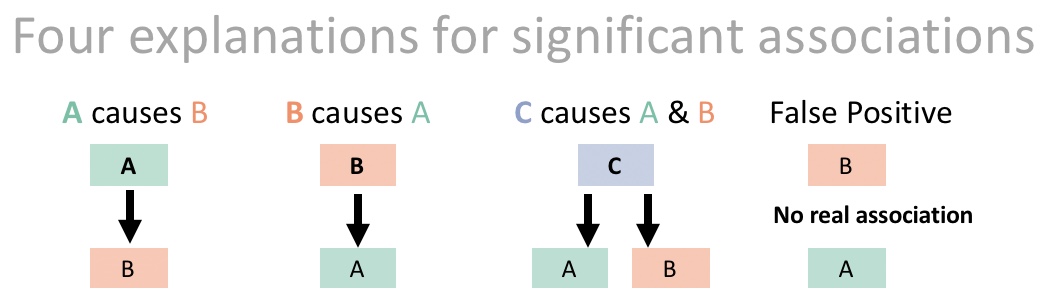 Four explanations for significant associations
A causes B
B causes A
C causes A & B
False Positive
A
B
C
B
No real association
B
A
A
B
A